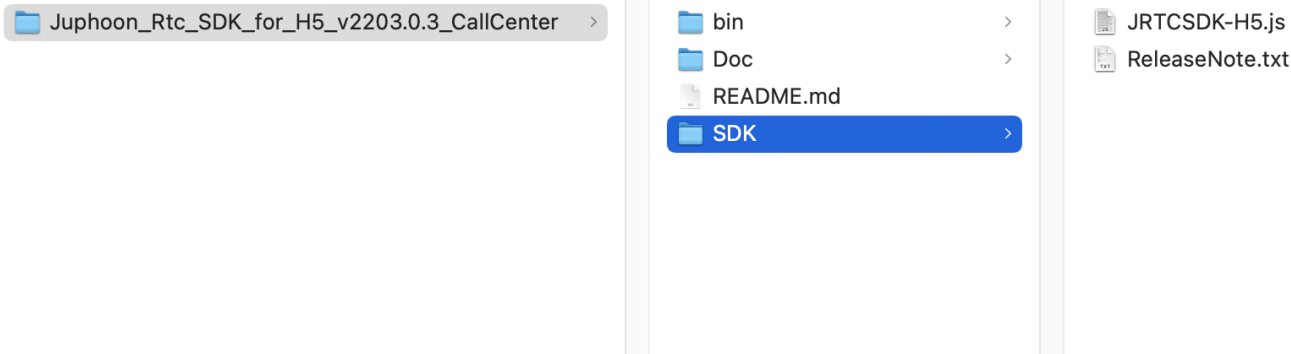 Juphoon_Rtc_SDK_for_H5_v2203.0.3_CallCenter
bin
Doc
README.md
SDK
JRTCSDK-H5.js
ReleaseNote.txt